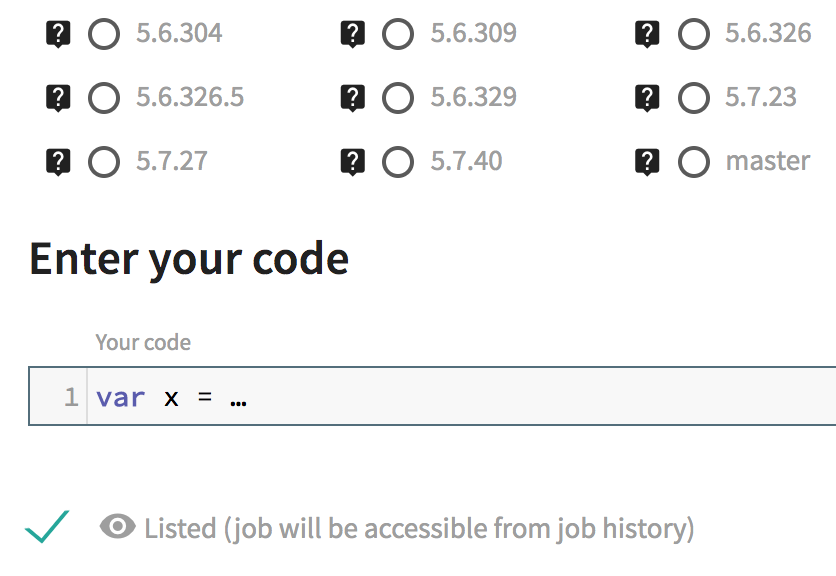 5.6.304 5.6.309 5.6.326
5.6.326.5 5.6.329 5.7.23
5.7.27 5.7.40 master
Enter your code
Your code
1 var x = …
Listed (job will be accessible from job history)